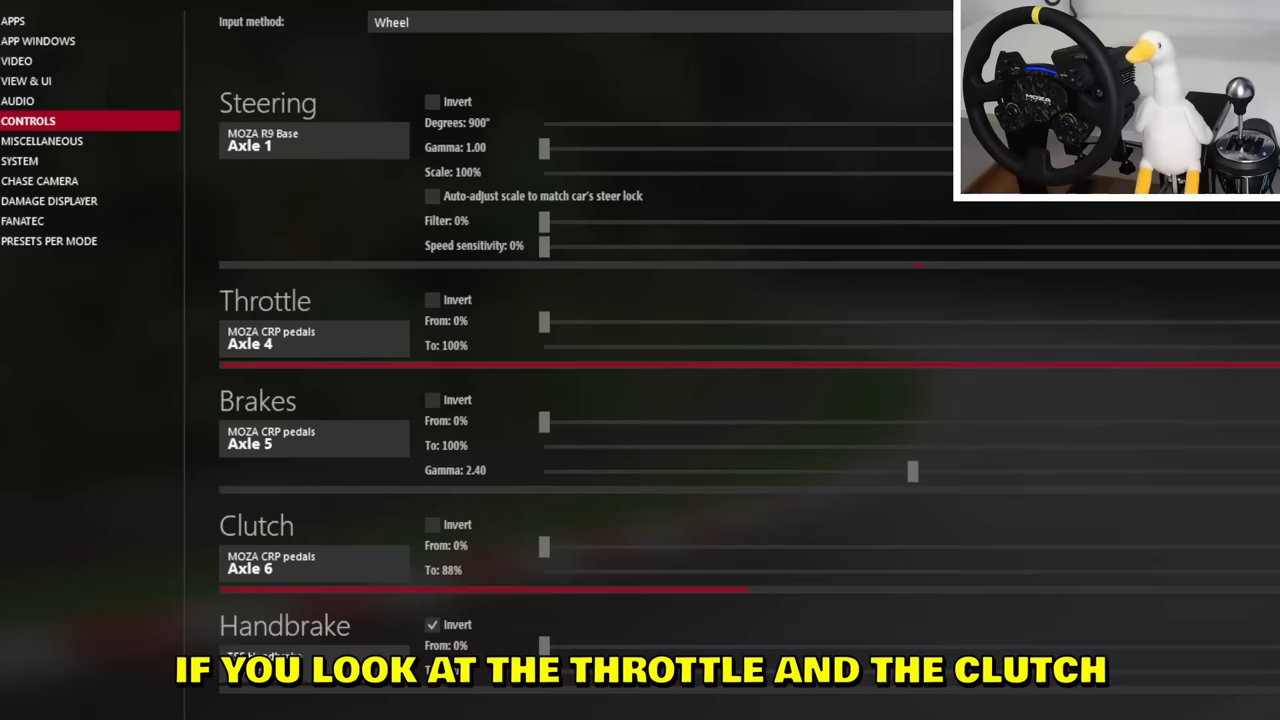 APPS
APP WINDOWS
VIDEO
VIEW & UI
AUDIO
CONTROLS
MISCELLANEOUS
SYSTEM
CHASE CAMERA
DAMAGE DISPLAYER
FANATEC
PRESETS PER MODE
Input method:
Wheel
Steering
MOZA R9 Base
Axle 1
Invert
Degrees: 900°
Gamma: 1.00
Scale: 100%
Auto-adjust scale to match car's steer lock
Filter: 0%
Speed sensitivity: 0%
Throttle
MOZA CRP pedals
Axle 4
Invert
From: 0%
To: 100%
Brakes
MOZA CRP pedals
Axle 5
Invert
From: 0%
To: 100%
Gamma: 2.40
Clutch
MOZA CRP pedals
Axle 6
Invert
From: 0%
To: 88%
Handbrake
Invert
From: 0%
MOZA
IF YOU LOOK AT THE THROTTLE AND THE CLUTCH